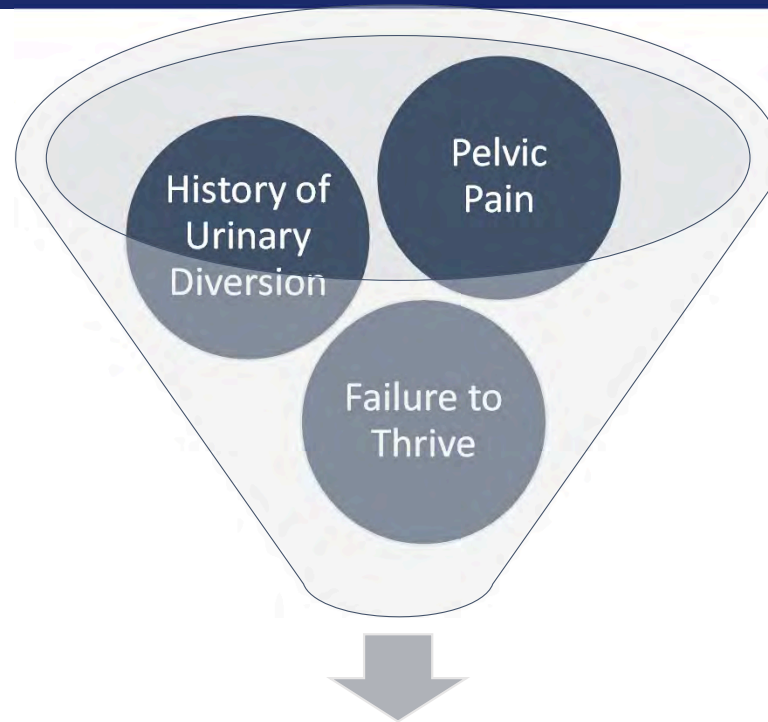 History of
Urinary
Diversion
Pelvic
Pain
Failure to
Thrive